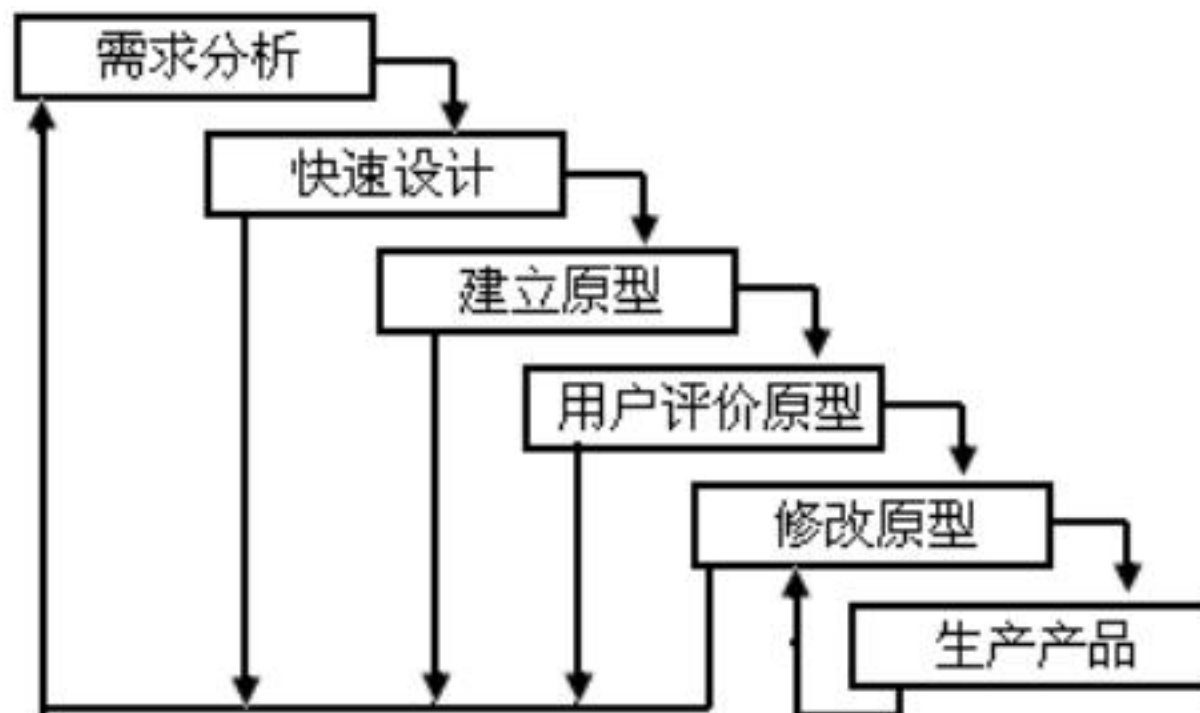 需求分析
快速设计
建立原型
用户评价原型
修改原型
生产产品